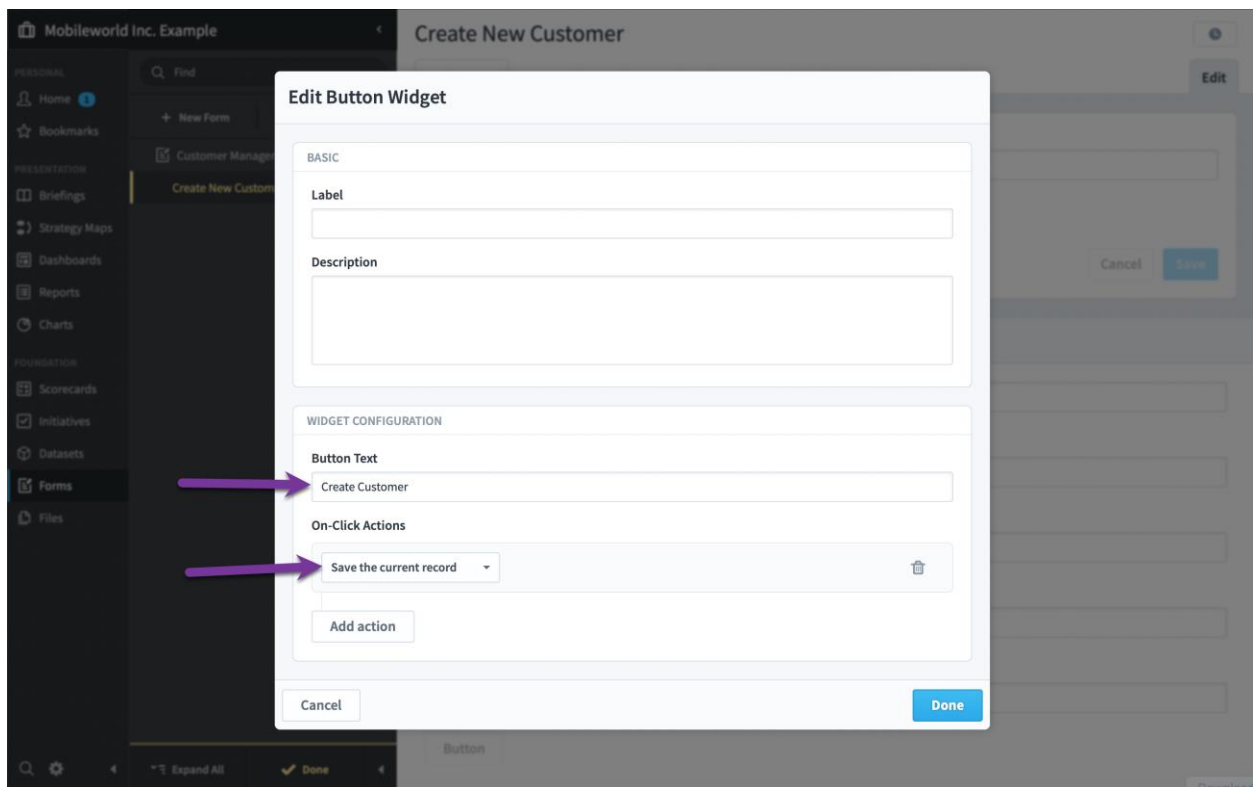 Mobileworld Inc. Example
Create New Customer
PERSONAL
Find
Edit
Home 1
Edit Button Widget
+ New Form
Bookmarks
Customer Manager
BASIC
PRESENTATION
Label
Create New Custom
Briefings
Strategy Maps
Dashboards
Description
Cancel
Save
Reports
Charts
FOUNDATION
Scorecards
Initiatives
WIDGET CONFIGURATION
Datasets
Button Text
Forms
Create Customer
Files
On-Click Actions
Save the current record
Add action
Cancel
Done
Button
Expand All
Done